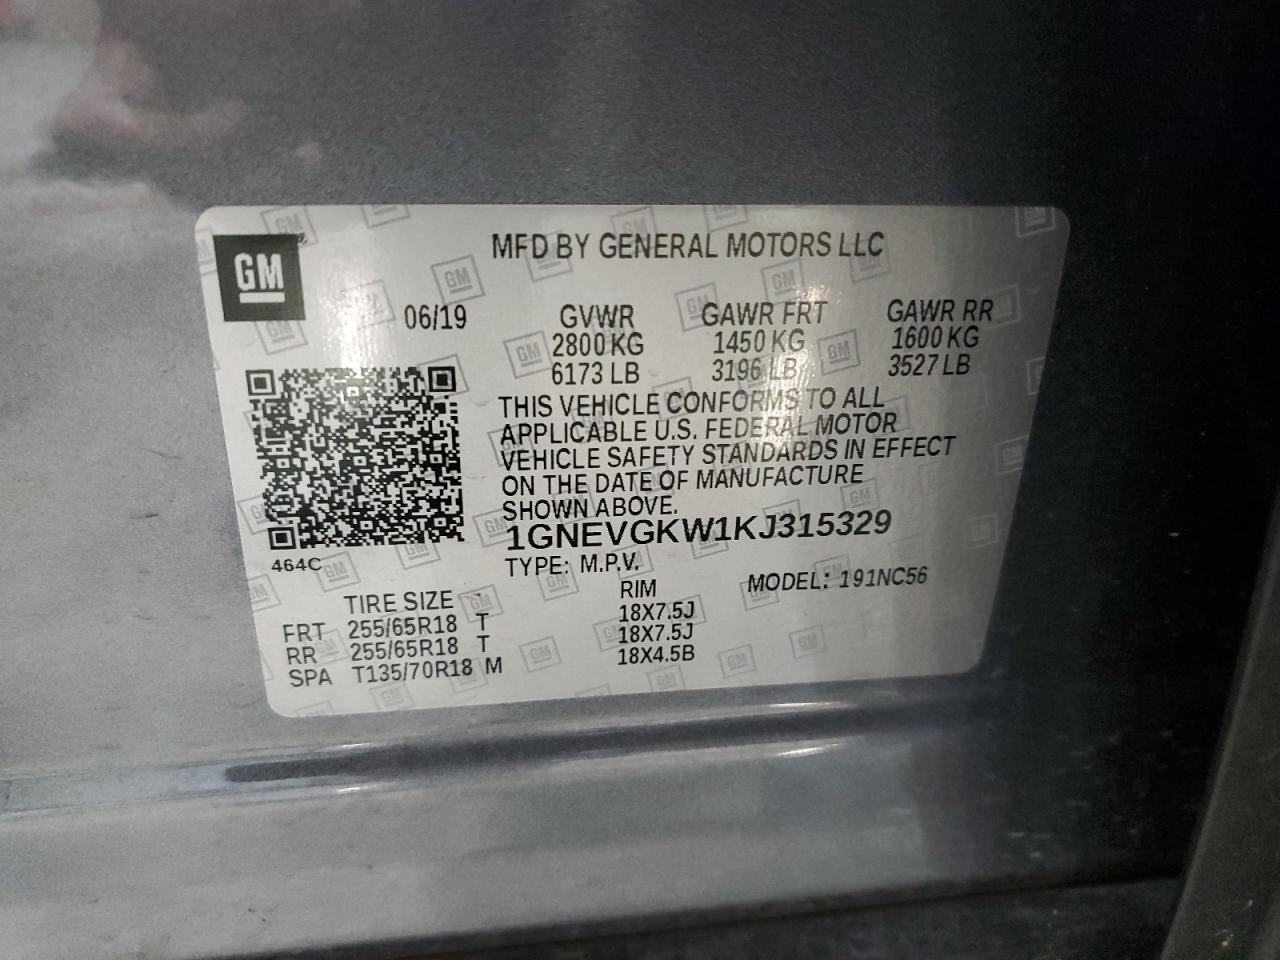 GM
MFD BY GENERAL MOTORS LLC
06/19 GVWR GAWR FRT GAWR RR
2800 KG 1450 KG 1600 KG
6173 LB 3196 LB 3527 LB
THIS VEHICLE CONFORMS TO ALL
APPLICABLE U.S. FEDERAL MOTOR
VEHICLE SAFETY STANDARDS IN EFFECT
ON THE DATE OF MANUFACTURE
SHOWN ABOVE.
1GNEVGKW1KJ315329
464C
TYPE: M.P.V. MODEL: 191NC56
TIRE SIZE RIM
FRT 255/65R18 T 18X7.5J
RR 255/65R18 T 18X7.5J
SPA T135/70R18 M 18X4.5B